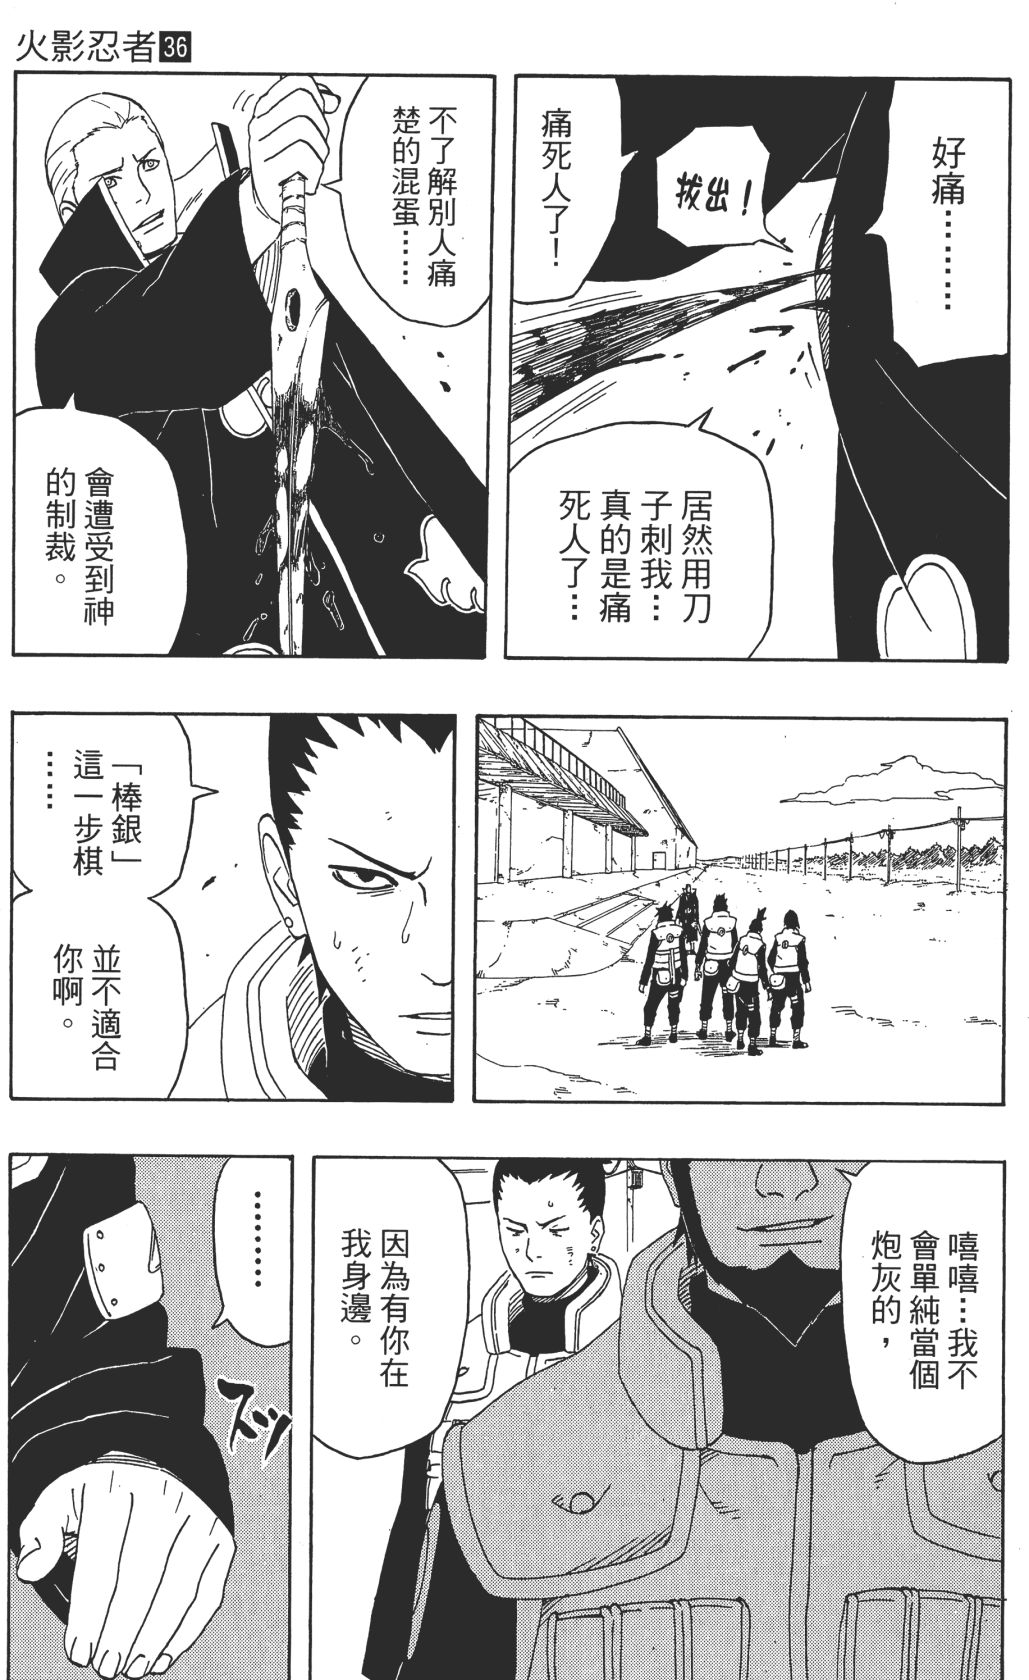 火影忍者36
好痛………
拔出！
痛死人了！
居然用刀
子刺我…
真的是痛
死人了…
不了解別人痛
楚的混蛋……
會遭受到神
的制裁。
「棒銀」
這一步棋
……
並不適合
你啊。
嘻嘻…我不
會單純當個
炮灰的，
因為有你在
我身邊。
………
ズッ